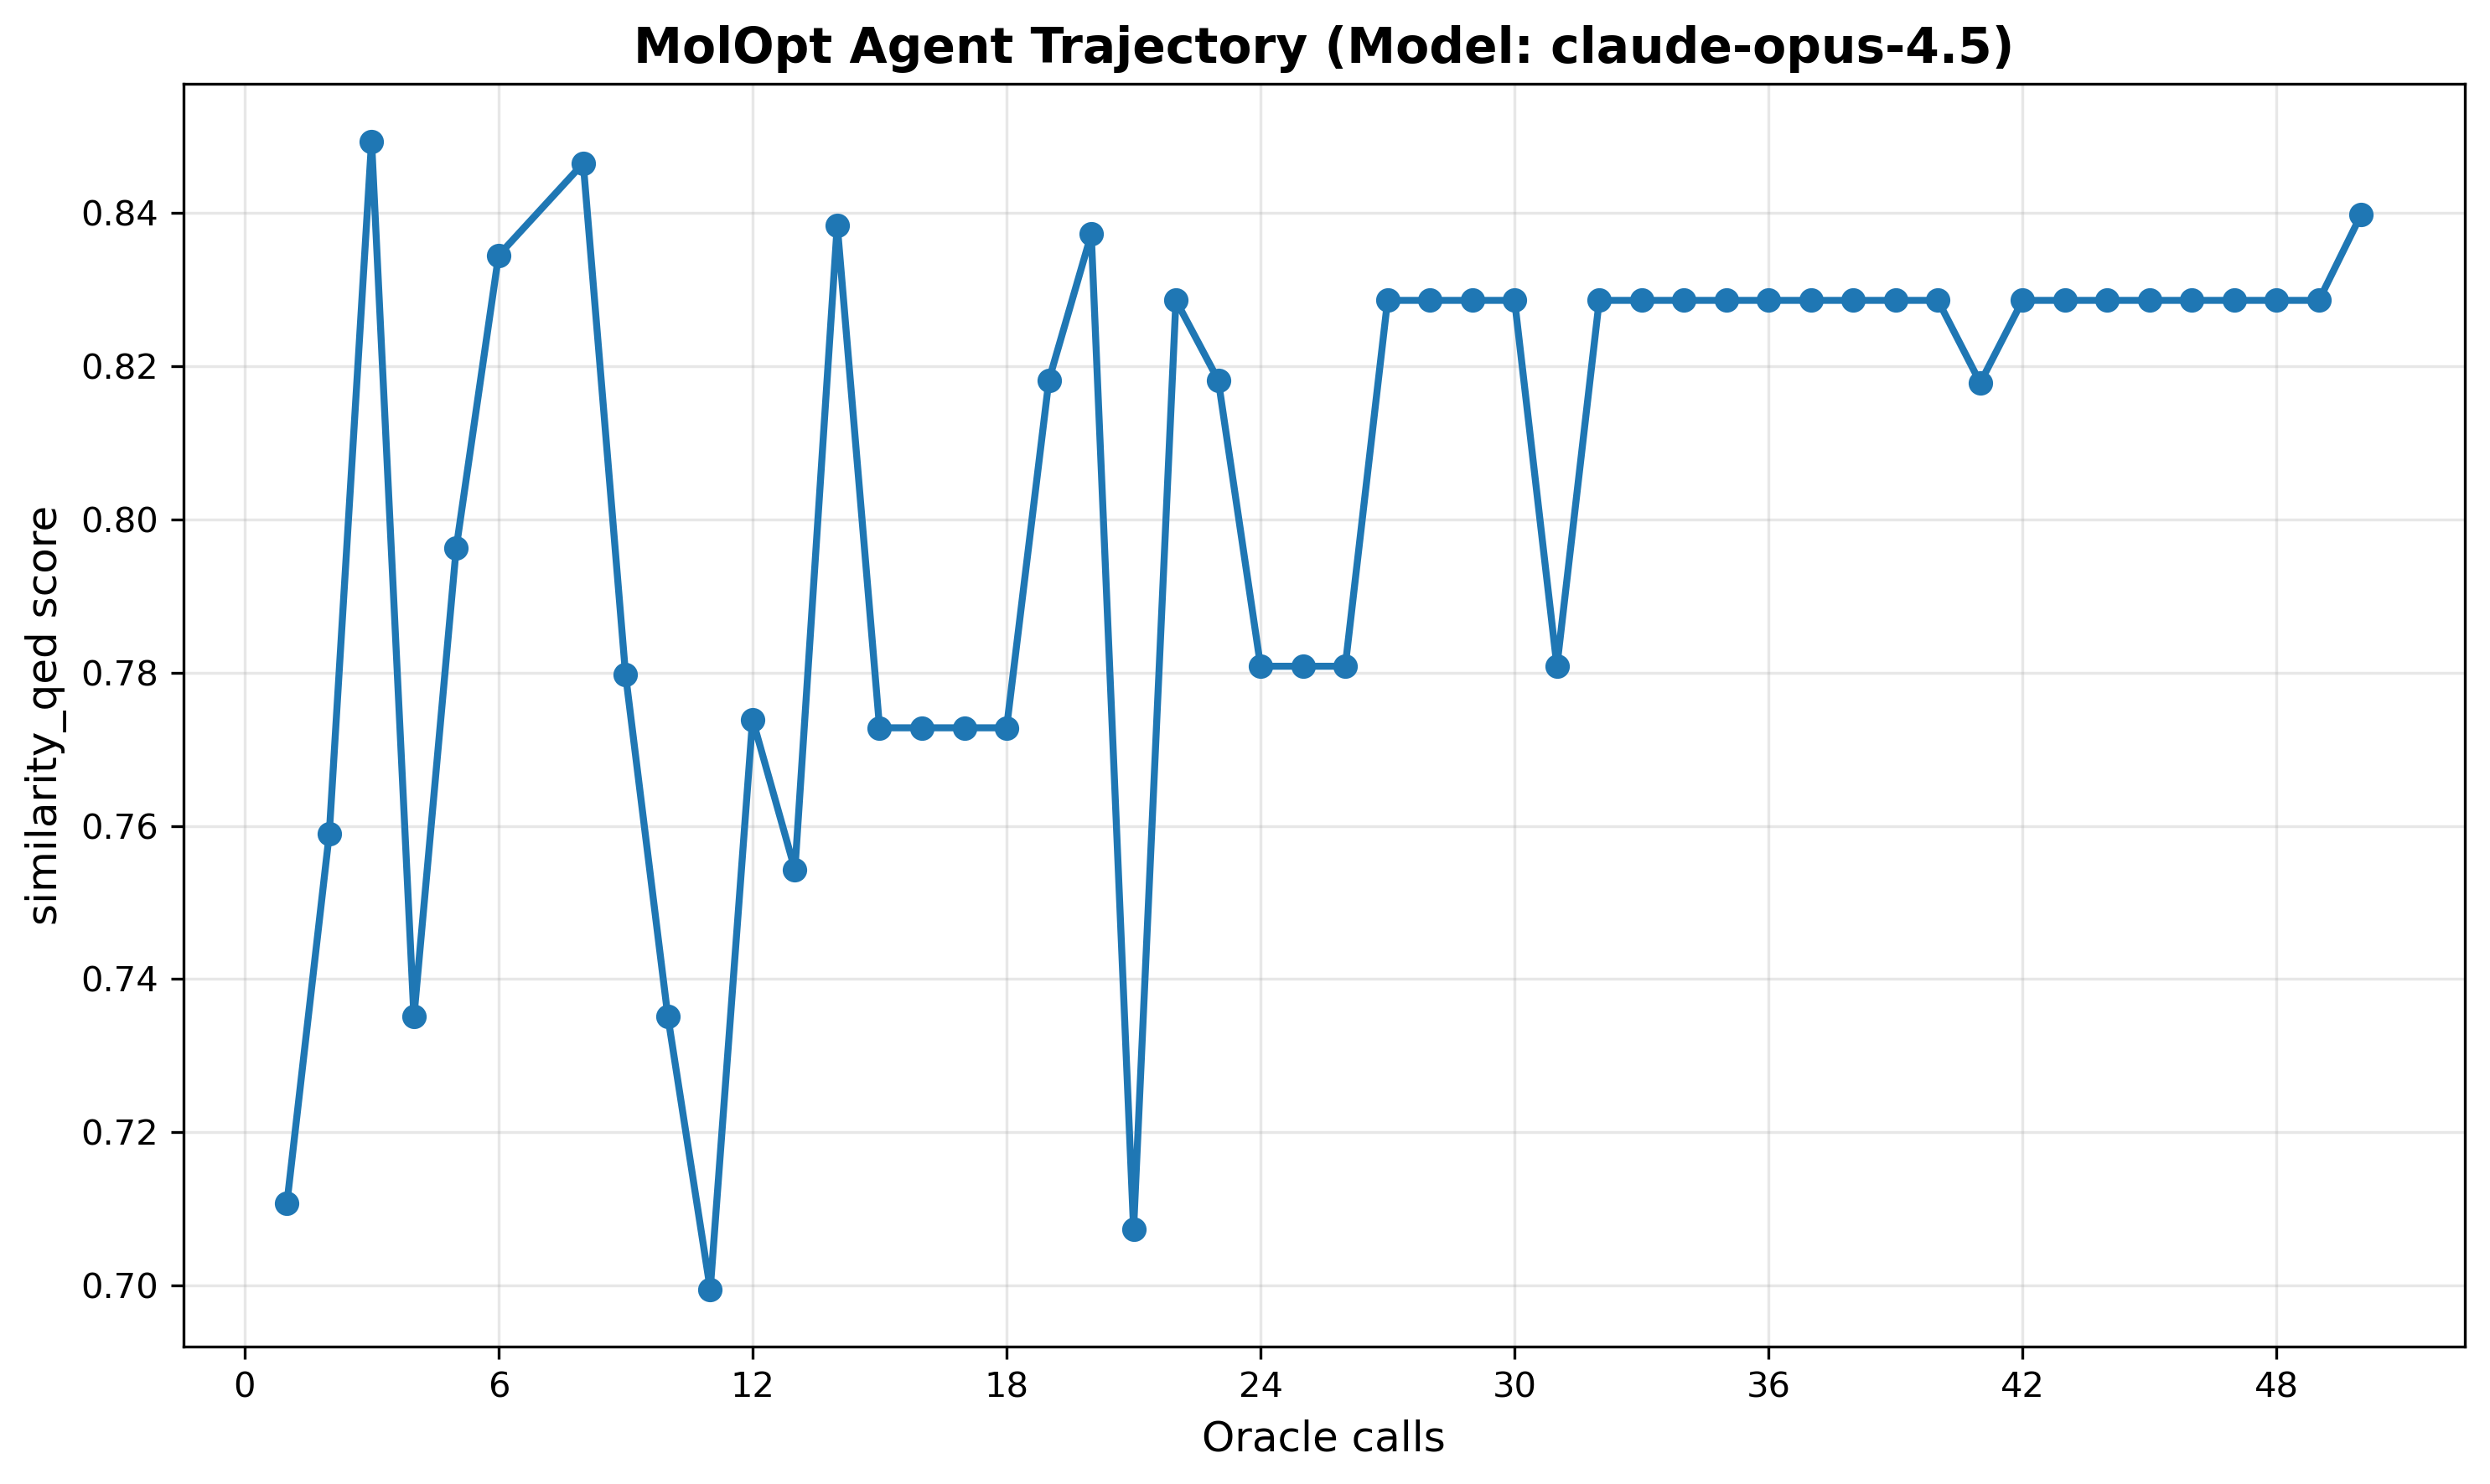 MolOpt Agent Trajectory (Model: claude-opus-4.5)
similarity_qed score
0.84
0.82
0.80
0.78
0.76
0.74
0.72
0.70
0 6 12 18 24 30 36 42 48
Oracle calls